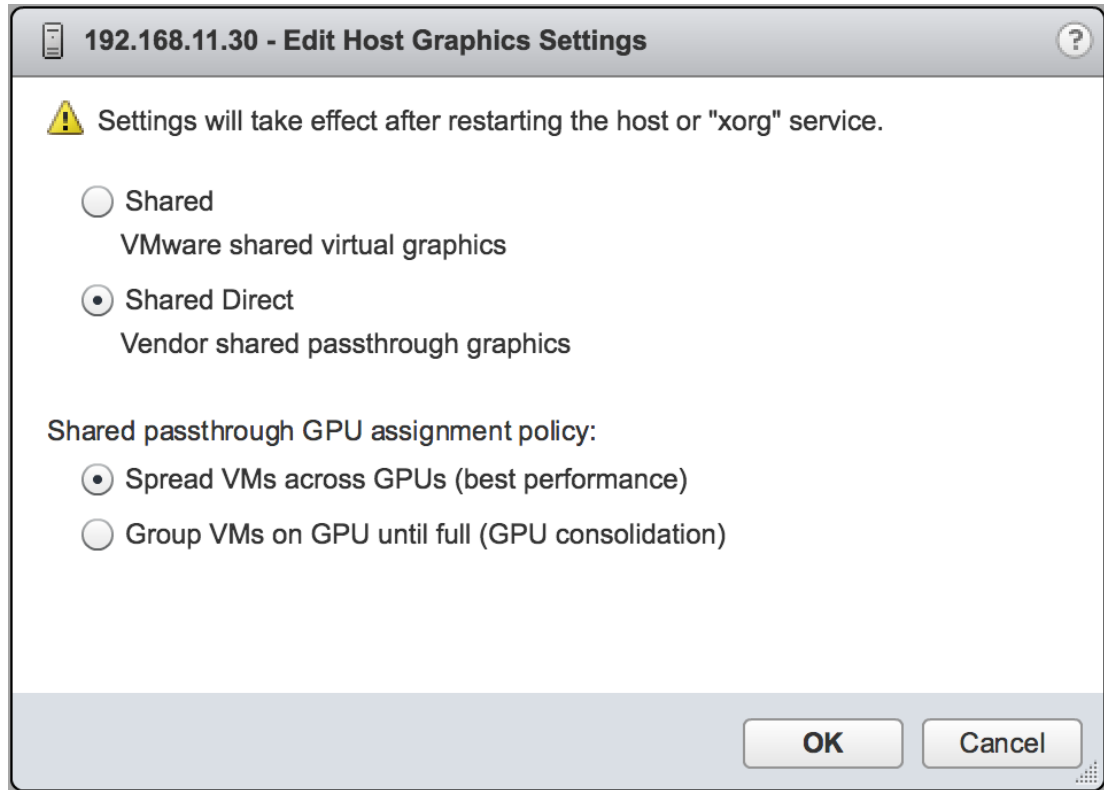 192.168.11.30 - Edit Host Graphics Settings
?
Settings will take effect after restarting the host or "xorg" service.
Shared
VMware shared virtual graphics
Shared Direct
Vendor shared passthrough graphics
Shared passthrough GPU assignment policy:
Spread VMs across GPUs (best performance)
Group VMs on GPU until full (GPU consolidation)
OK
Cancel